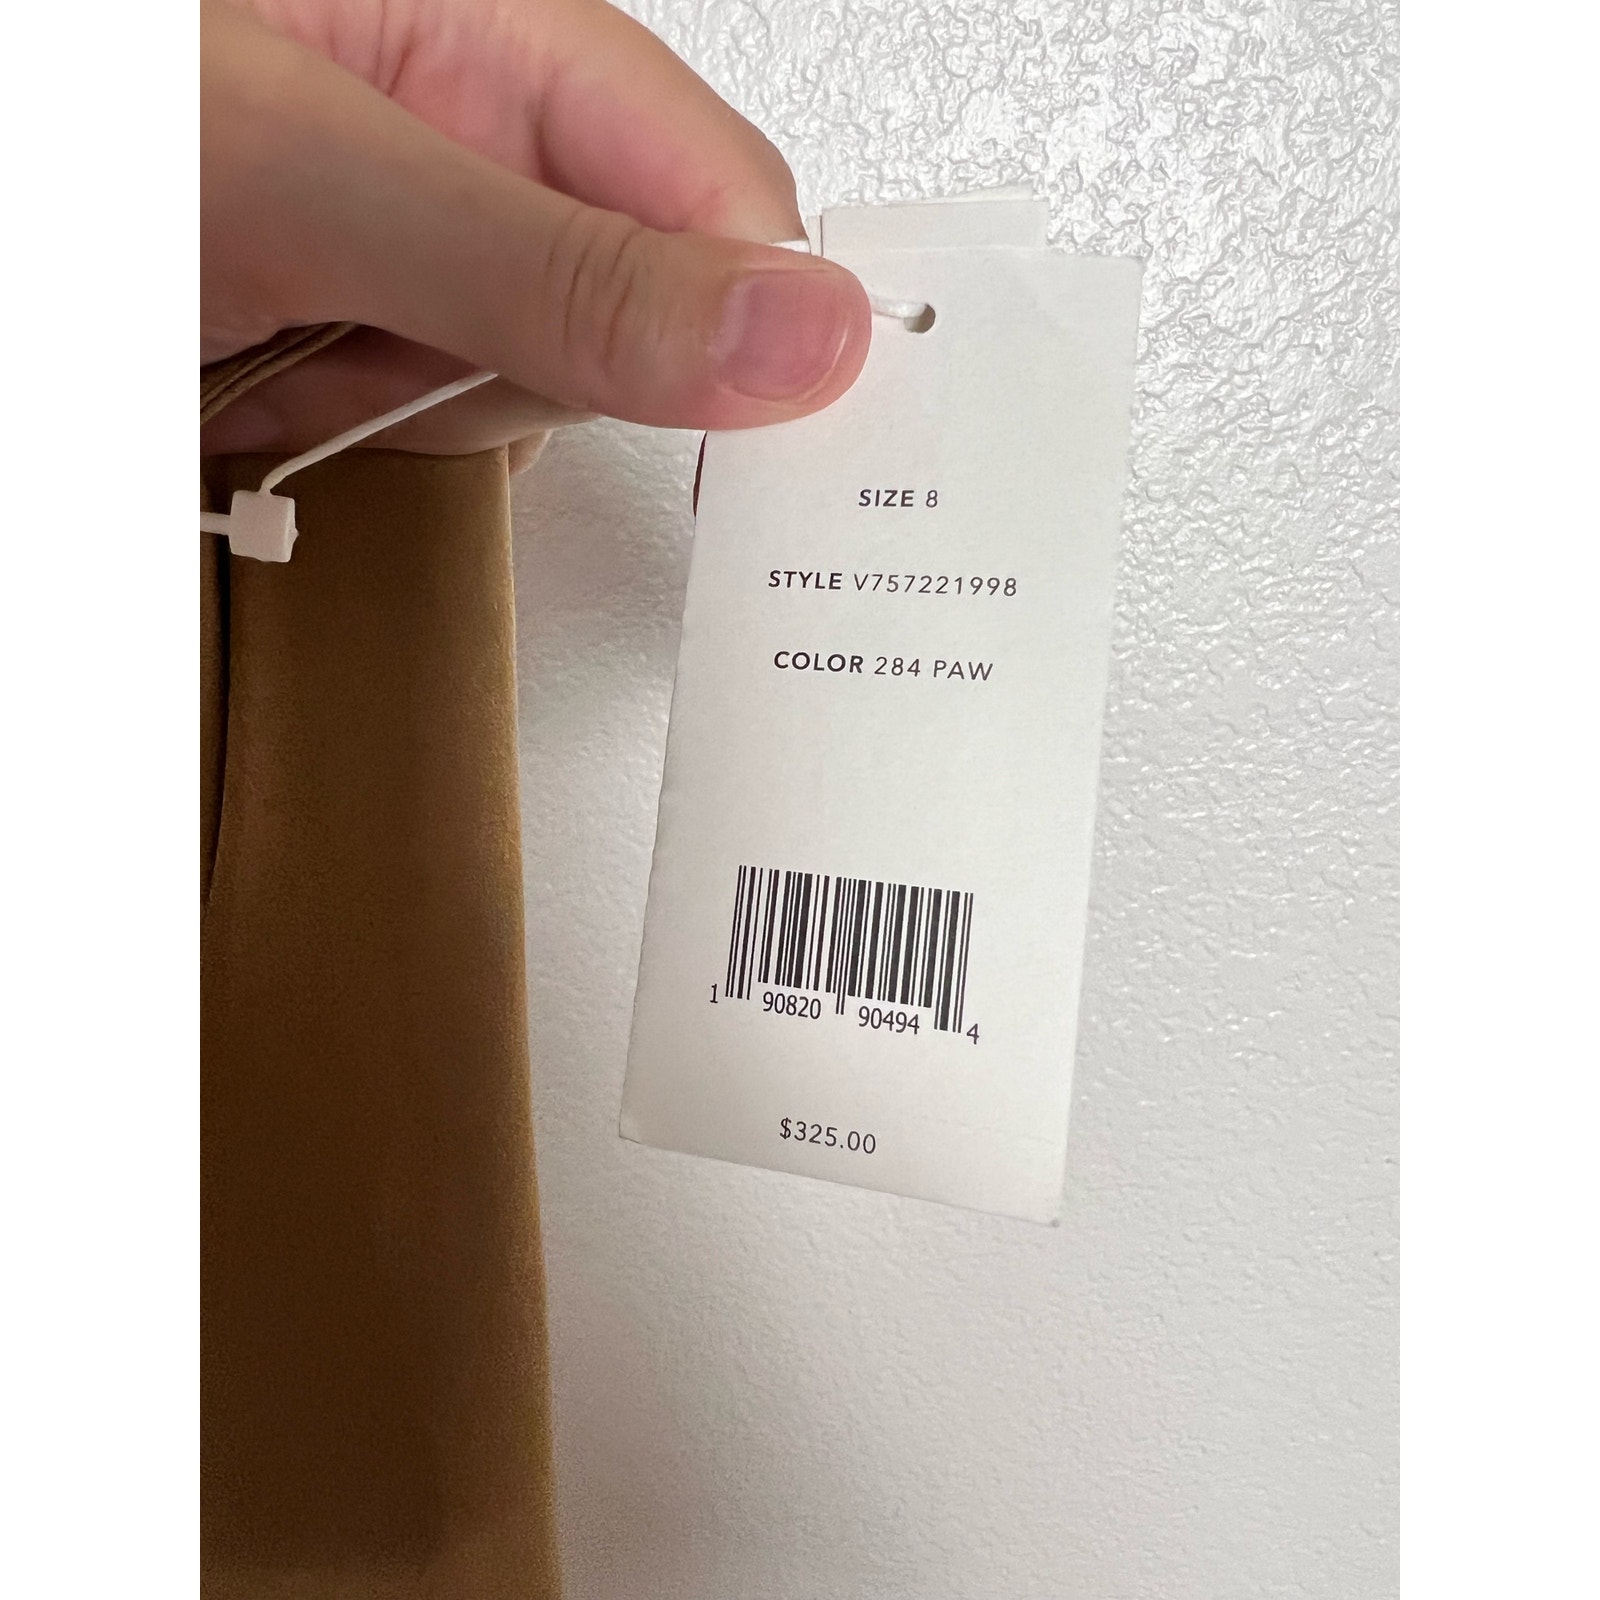 SIZE 8
STYLE V757221998
COLOR 284 PAW
1 90820 90494 4
$325.00